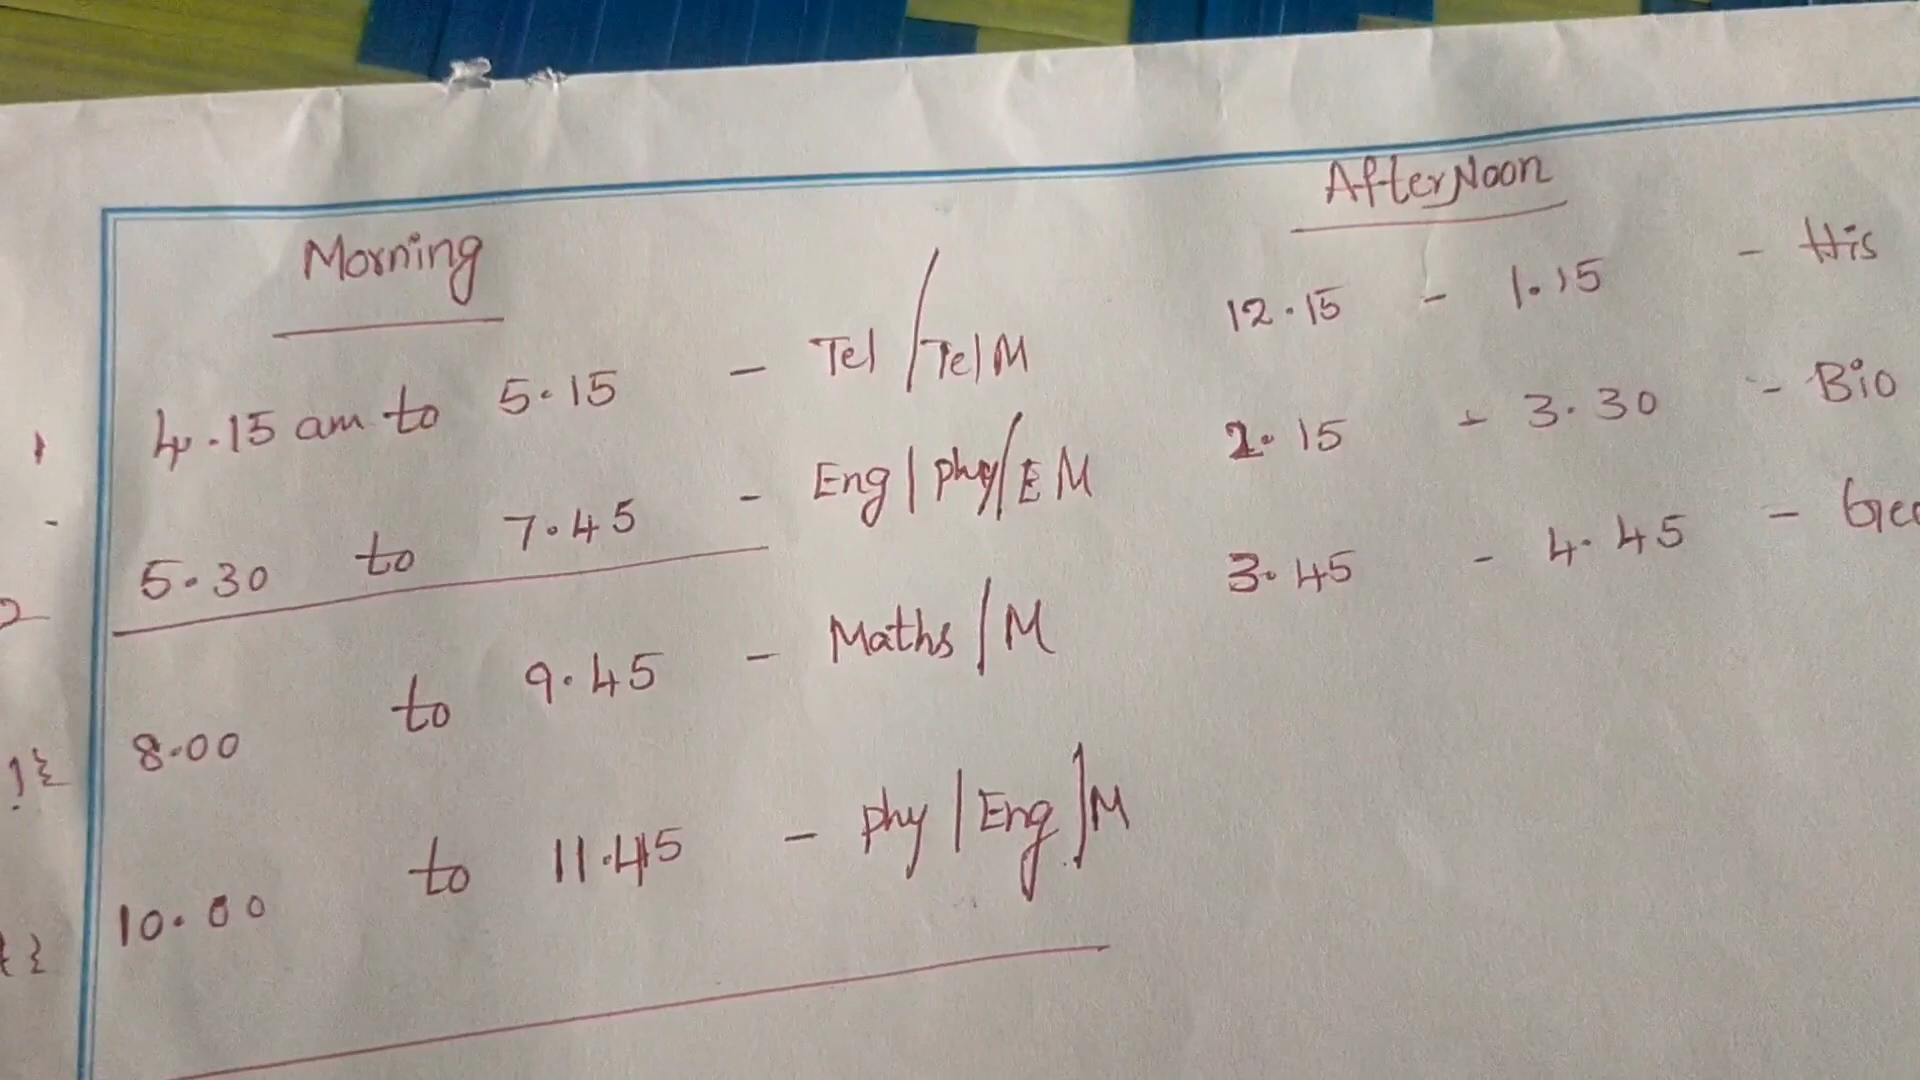 Morning
4.15 am to 5.15 - Tel / Tel M
5.30 to 7.45 - Eng | phy / E M
8.00 to 9.45 - Maths / M
10.00 to 11.45 - phy | Eng | M
AfterNoon
12.15 - 1.15 - His
2.15 - 3.30 - Bio
3.45 - 4.45 -